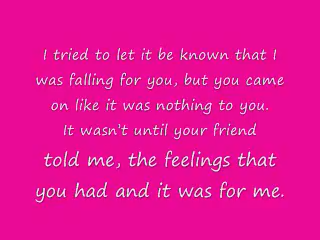 I tried to let it be known that I
was falling for you, but you came
on like it was nothing to you.
It wasn't until your friend
told me, the feelings that
you had and it was for me.